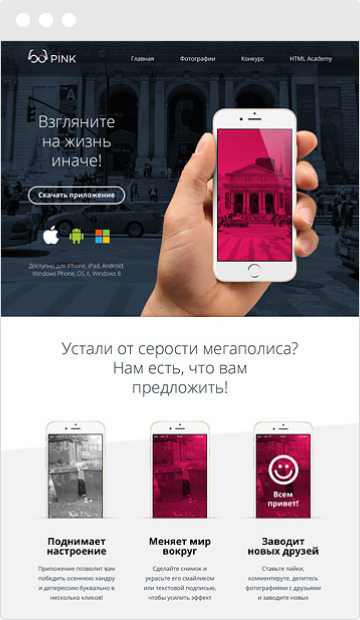 PINK
Главная Фотографии Конкурс HTML Academy
Взгляните
на жизнь
иначе!
Скачать приложение
Доступно для iPhone, iPad, Android,
Windows Phone, OS X, Windows 8
Устали от серости мегаполиса?
Нам есть, что вам
предложить!
Всем
привет!
Поднимает
настроение
Меняет мир
вокруг
Заводит
новых друзей
Приложение позволит вам
победить осеннюю хандру
и депрессию буквально в
несколько кликов!
Сделайте снимок и
украсьте его смайликом
или текстовой подписью,
чтобы усилить эффект
Ставьте лайки,
комментируте, делитесь
фотографиями с друзьями
и заводите новых